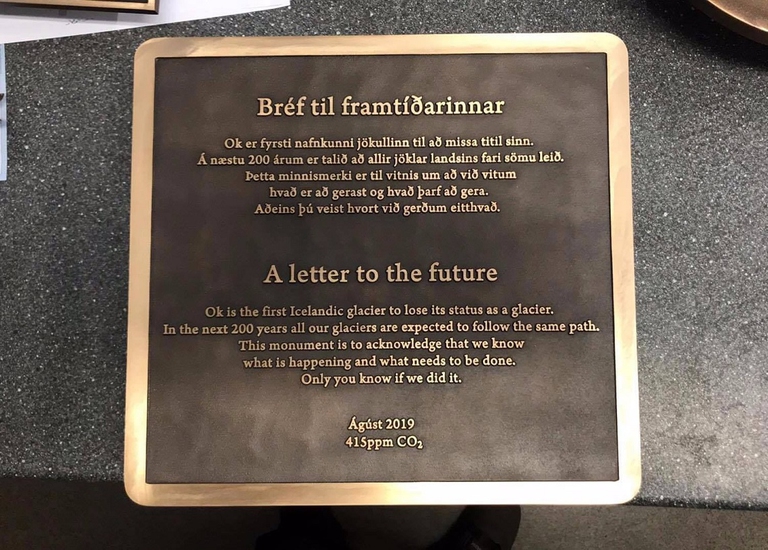 Bréf til framtíðarinnar
Ok er fyrsti nafnkunni jökullinn til að missa titil sinn.
Á næstu 200 árum er talið að allir jöklar landsins fari sömu leið.
Þetta minnismerki er til vitnis um að við vitum
hvað er að gerast og hvað þarf að gera.
Aðeins þú veist hvort við gerðum eitthvað.
A letter to the future
Ok is the first Icelandic glacier to lose its status as a glacier.
In the next 200 years all our glaciers are expected to follow the same path.
This monument is to acknowledge that we know
what is happening and what needs to be done.
Only you know if we did it.
Ágúst 2019
415ppm CO₂